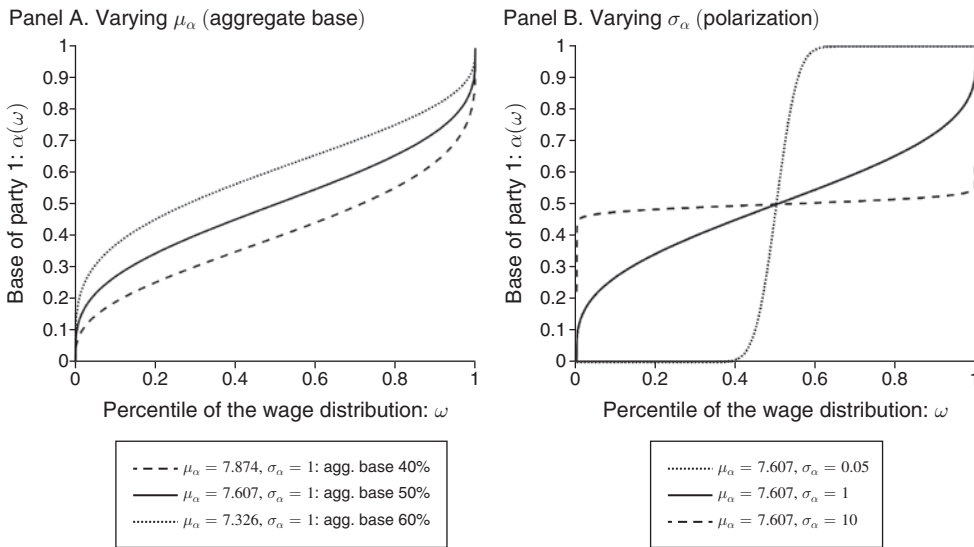 Panel A. Varying μα (aggregate base)
1
0.9
0.8
0.7
0.6
0.5
0.4
0.3
0.2
0.1
0
Base of party 1: α(ω)
0 0.2 0.4 0.6 0.8 1
Percentile of the wage distribution: ω
μα = 7.874, σα = 1: agg. base 40%
μα = 7.607, σα = 1: agg. base 50%
μα = 7.326, σα = 1: agg. base 60%
Panel B. Varying σα (polarization)
1
0.9
0.8
0.7
0.6
0.5
0.4
0.3
0.2
0.1
0
Base of party 1: α(ω)
0 0.2 0.4 0.6 0.8 1
Percentile of the wage distribution: ω
μα = 7.607, σα = 0.05
μα = 7.607, σα = 1
μα = 7.607, σα = 10